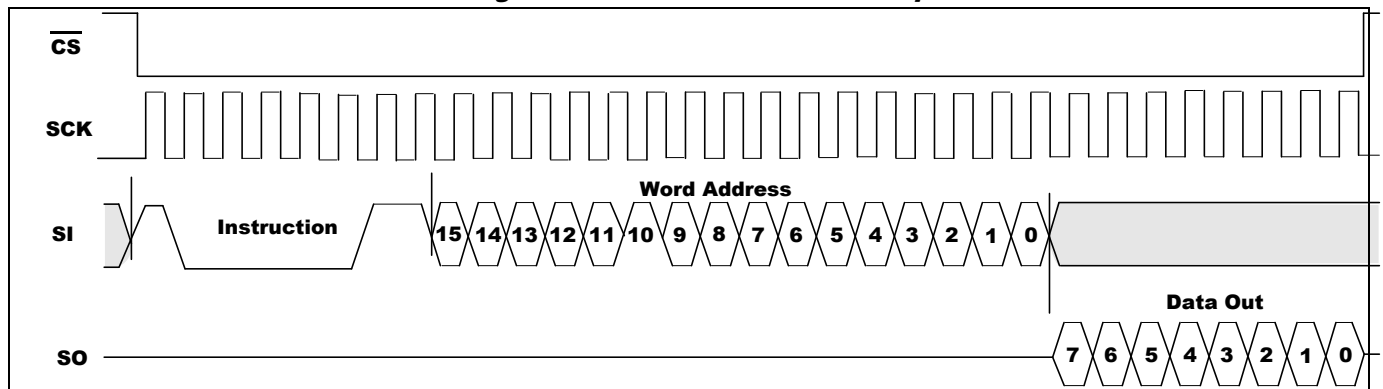 CS
SCK
Word Address
SI Instruction 15 14 13 12 11 10 9 8 7 6 5 4 3 2 1 0
Data Out
SO 7 6 5 4 3 2 1 0